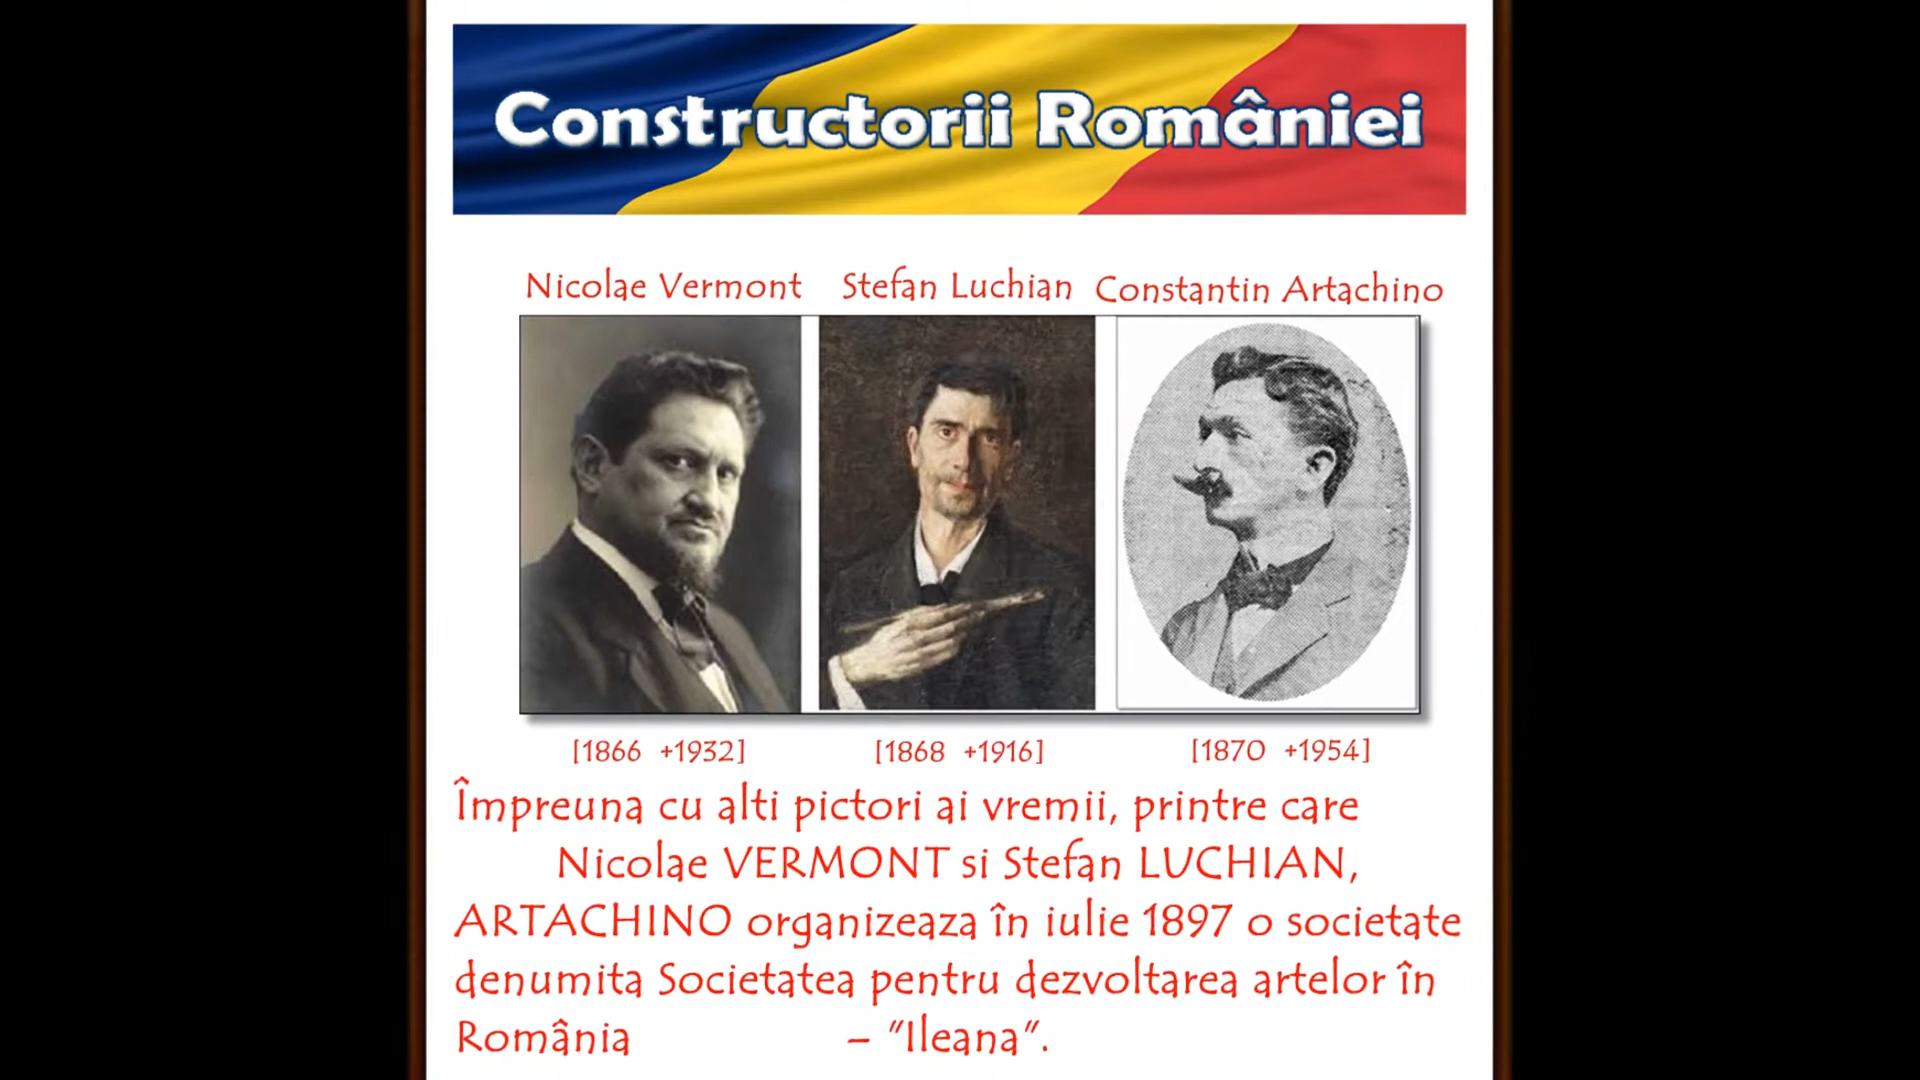 Constructorii României
Nicolae Vermont Stefan Luchian Constantin Artachino
[1866 +1932] [1868 +1916] [1870 +1954]
Împreuna cu alti pictori ai vremii, printre care
Nicolae VERMONT si Stefan LUCHIAN,
ARTACHINO organizeaza în iulie 1897 o societate
denumita Societatea pentru dezvoltarea artelor în
România – "Ileana".